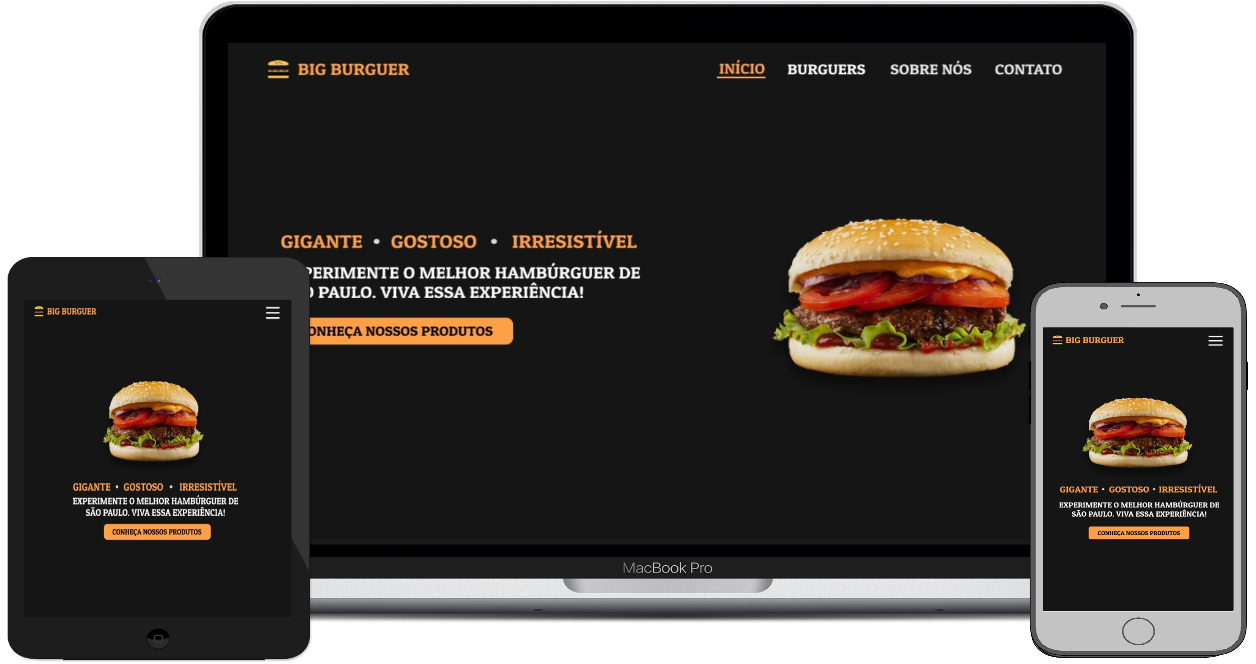 BIG BURGUER
INÍCIO BURGUERS SOBRE NÓS CONTATO
GIGANTE • GOSTOSO • IRRESISTÍVEL
PERIMENTE O MELHOR HAMBÚRGUER DE
O PAULO. VIVA ESSA EXPERIÊNCIA!
ONHEÇA NOSSOS PRODUTOS
MacBook Pro
BIG BURGUER
GIGANTE • GOSTOSO • IRRESISTÍVEL
EXPERIMENTE O MELHOR HAMBÚRGUER DE
SÃO PAULO. VIVA ESSA EXPERIÊNCIA!
CONHEÇA NOSSOS PRODUTOS
BIG BURGUER
GIGANTE • GOSTOSO • IRRESISTÍVEL
EXPERIMENTE O MELHOR HAMBÚRGUER DE
SÃO PAULO. VIVA ESSA EXPERIÊNCIA!
CONHEÇA NOSSOS PRODUTOS